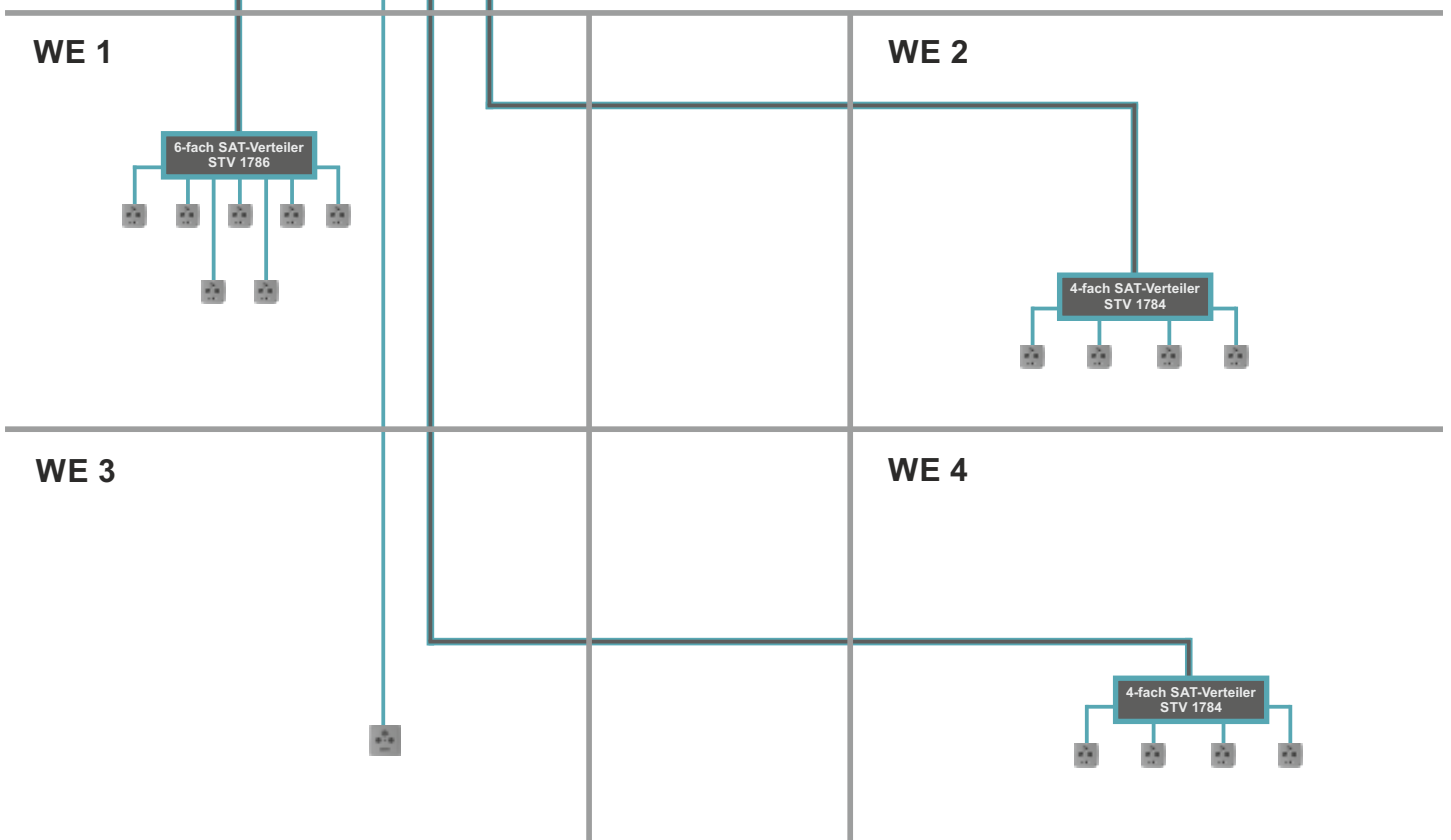 WE 1
WE 2
6-fach SAT-Verteiler
STV 1786
4-fach SAT-Verteiler
STV 1784
WE 3
WE 4
4-fach SAT-Verteiler
STV 1784